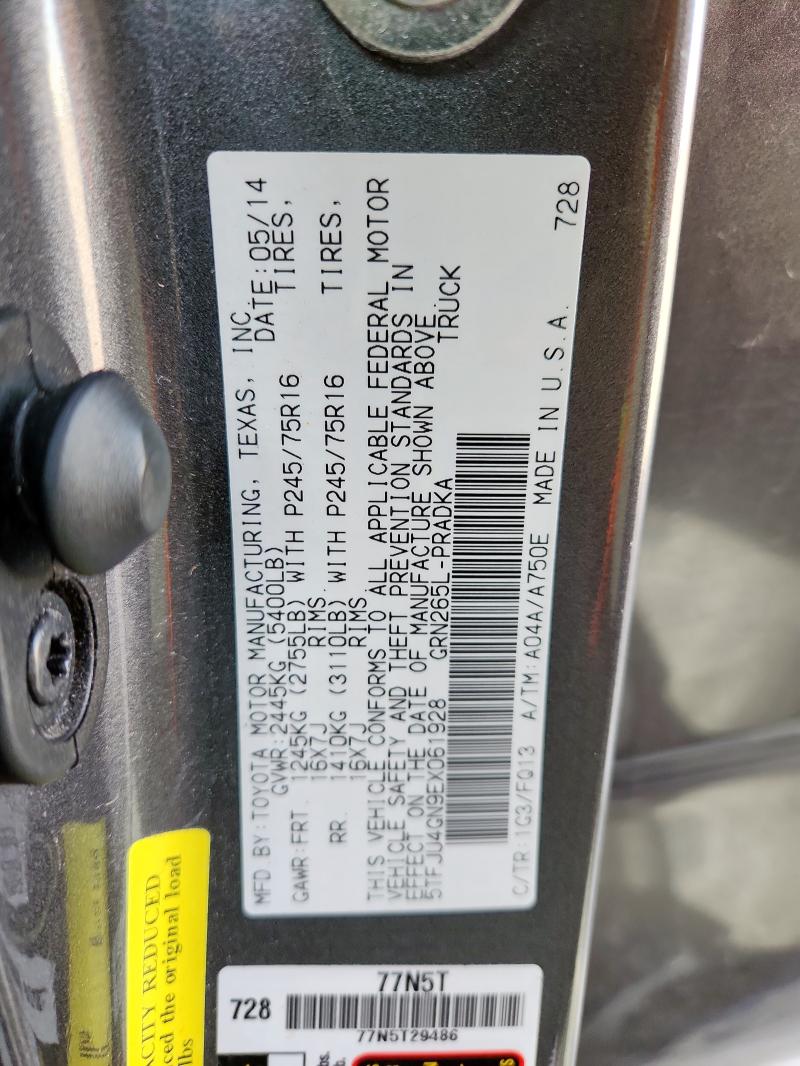 MFD.BY:TOYOTA MOTOR MANUFACTURING, TEXAS, INC.
GVWR:2445KG (5400LB) DATE:05/14
GAWR:FRT. 1245KG (2755LB) WITH P245/75R16 TIRES,
16X7J RIMS.
RR. 1410KG (3110LB) WITH P245/75R16 TIRES,
16X7J RIMS.
THIS VEHICLE CONFORMS TO ALL APPLICABLE FEDERAL MOTOR
VEHICLE SAFETY AND THEFT PREVENTION STANDARDS IN
EFFECT ON THE DATE OF MANUFACTURE SHOWN ABOVE.
5TFJU4GN9EX061928 GRN265L-PRADKA TRUCK
C/TR:1G3/FQ13 A/TM:A04A/A750E MADE IN U.S.A. 728
ACITY REDUCED
ced the original load
lbs
77N5T
728
77N5T29486